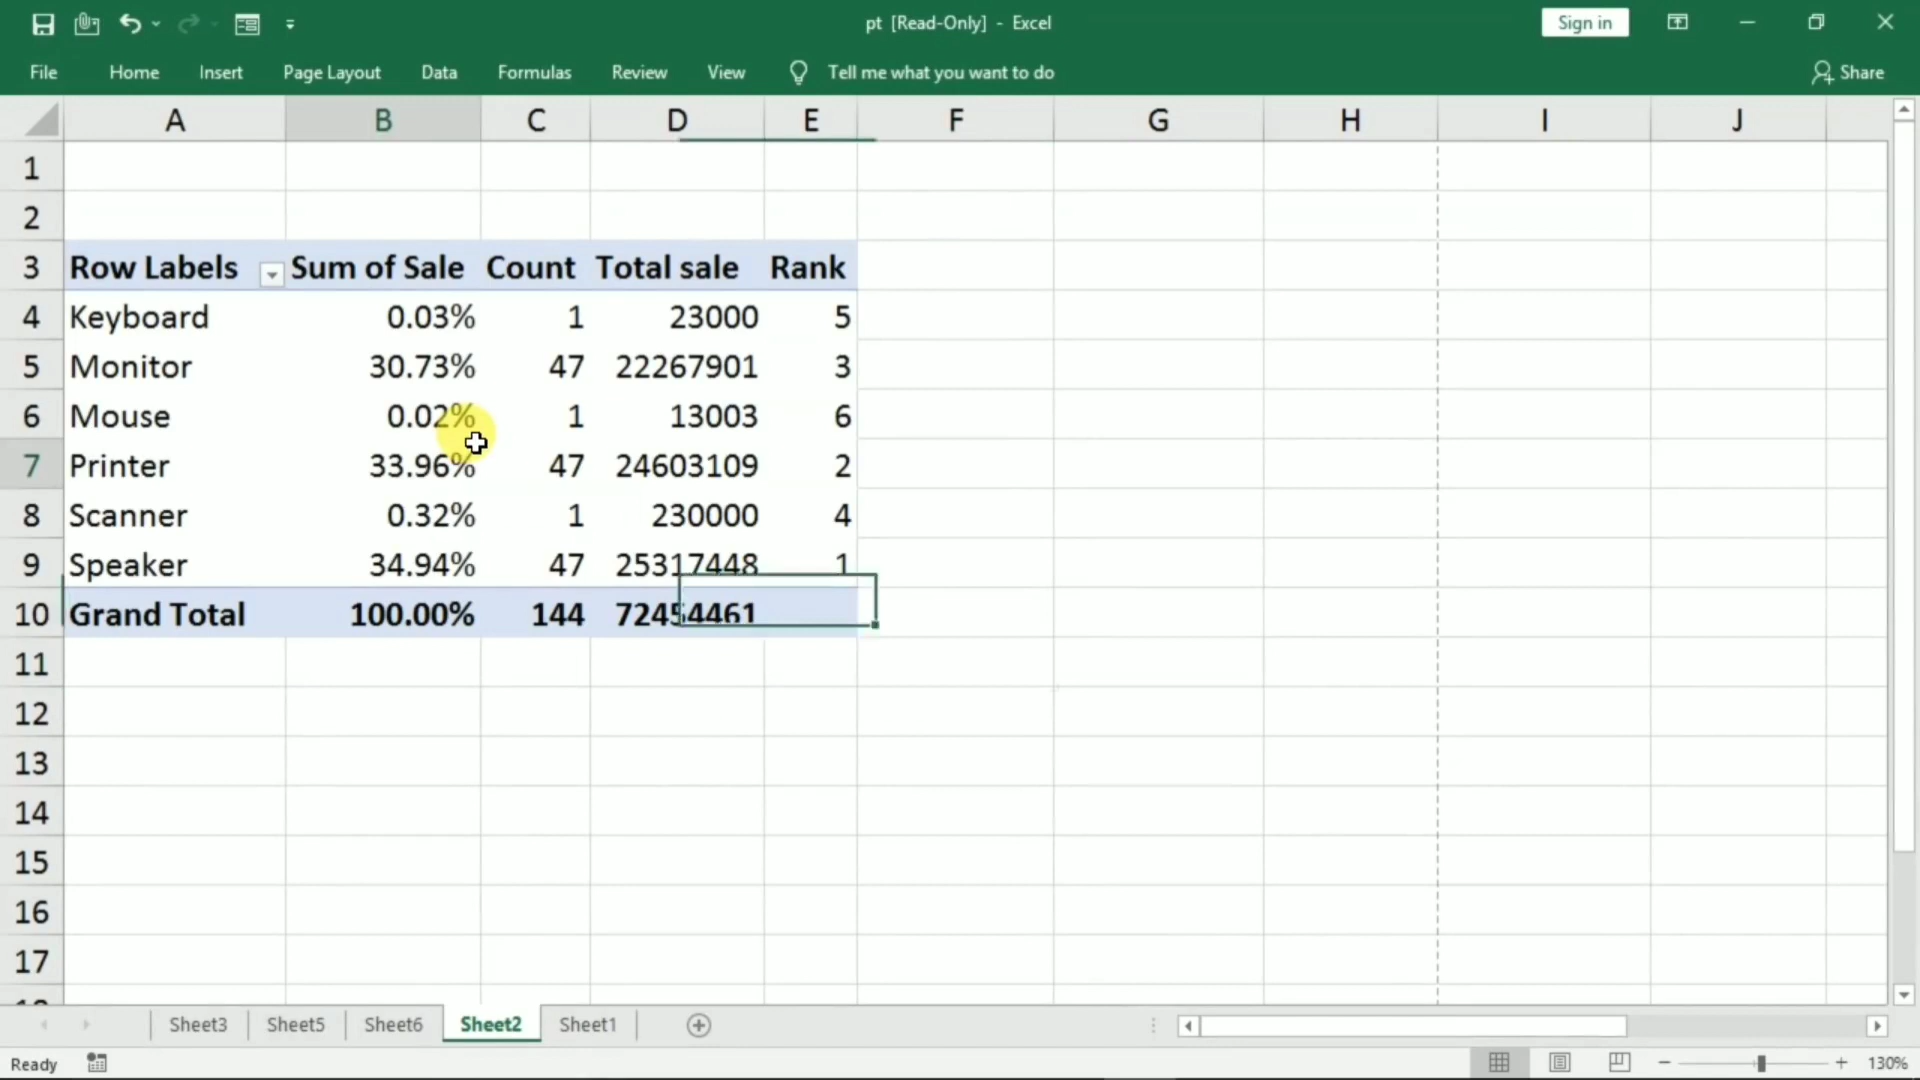 pt [Read-Only] - Excel
Sign in
File Home Insert Page Layout Data Formulas Review View Tell me what you want to do Share
A B C D E F G H I J
1
2
3 Row Labels Sum of Sale Count Total sale Rank
4 Keyboard 0.03% 1 23000 5
5 Monitor 30.73% 47 22267901 3
6 Mouse 0.02% 1 13003 6
7 Printer 33.96% 47 24603109 2
8 Scanner 0.32% 1 230000 4
9 Speaker 34.94% 47 25317448 1
10 Grand Total 100.00% 144 72454461
11
12
13
14
15
16
17
Sheet3 Sheet5 Sheet6 Sheet2 Sheet1
Ready 130%